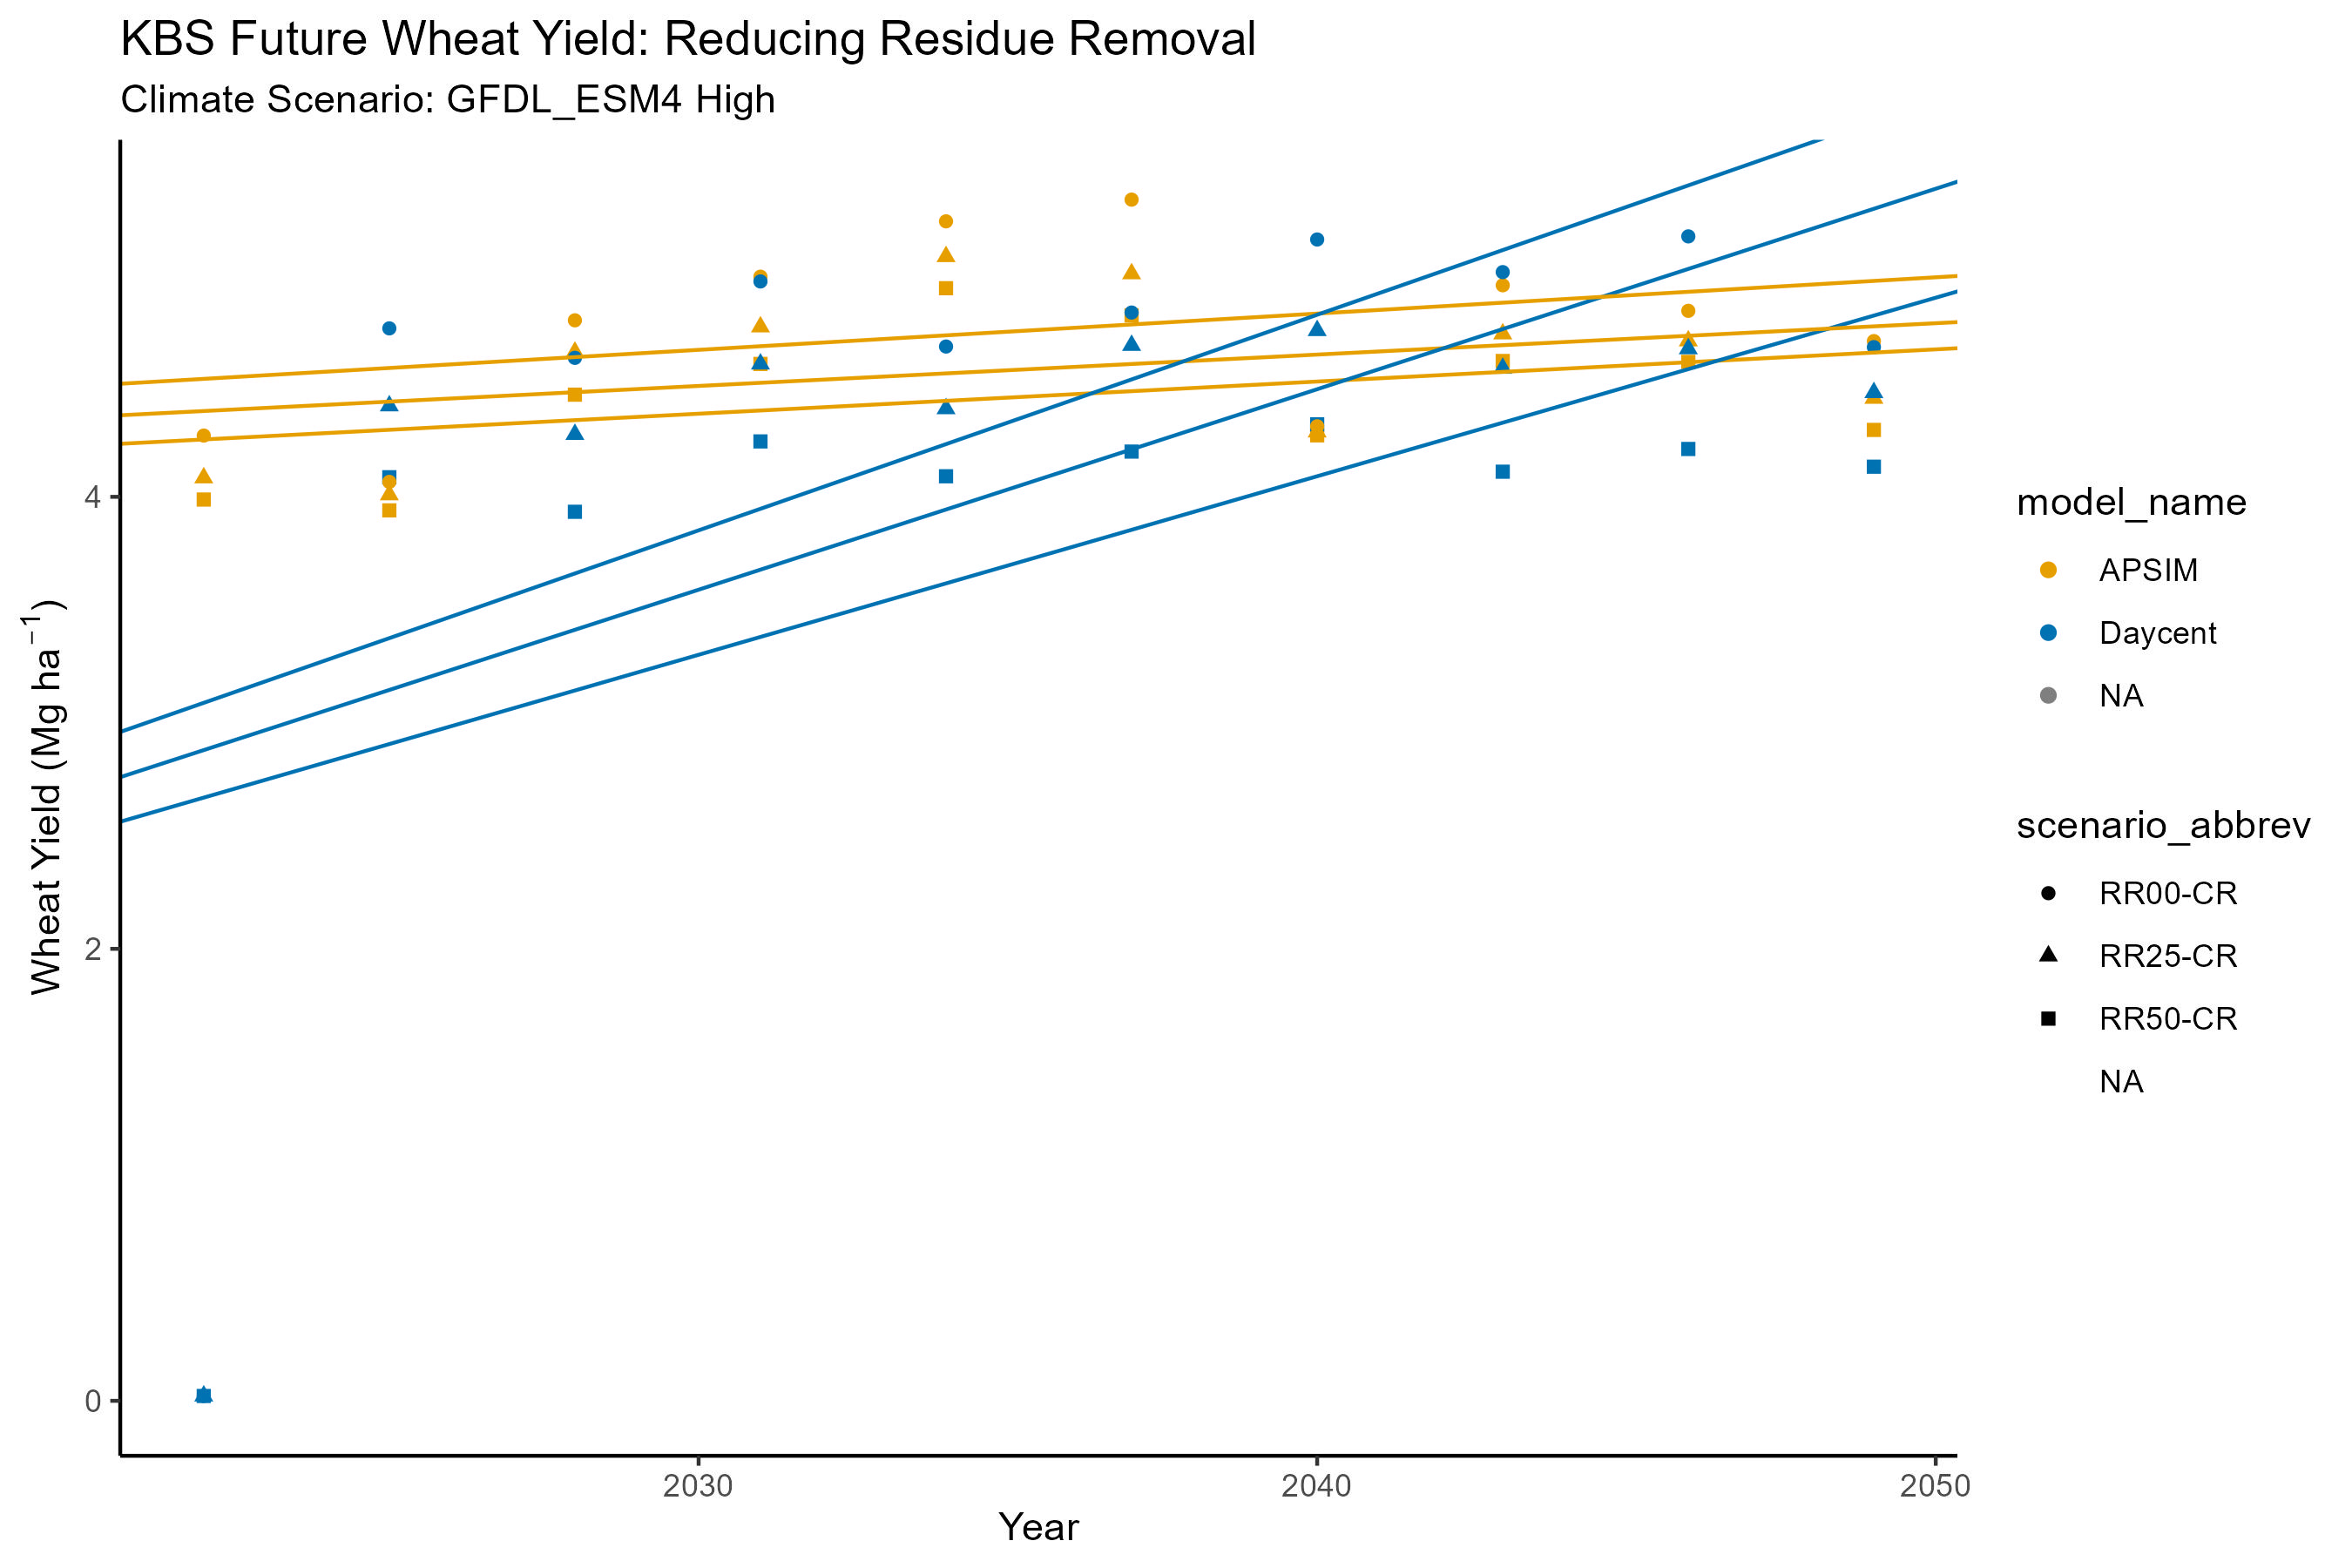 KBS Future Wheat Yield: Reducing Residue Removal
Climate Scenario: GFDL_ESM4 High
Wheat Yield (Mg ha⁻¹)
4
2
0
2030
2040
2050
Year
model_name
APSIM
Daycent
NA
scenario_abbrev
RR00-CR
RR25-CR
RR50-CR
NA